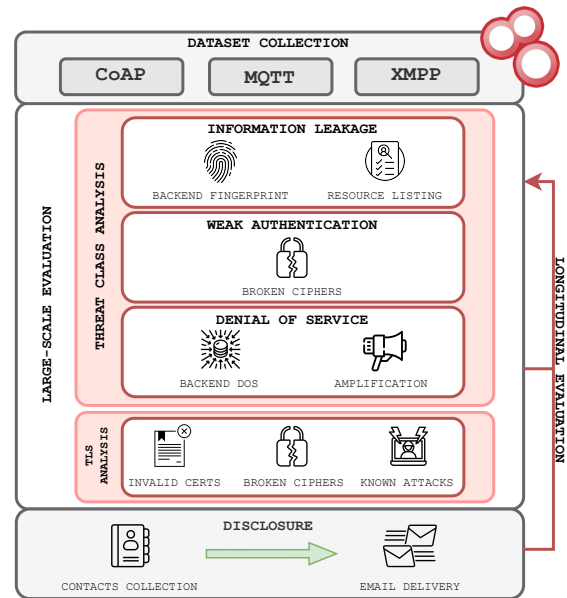 DATASET COLLECTION
CoAP
MQTT
XMPP
LARGE-SCALE EVALUATION
THREAT CLASS ANALYSIS
INFORMATION LEAKAGE
BACKEND FINGERPRINT
RESOURCE LISTING
WEAK AUTHENTICATION
BROKEN CIPHERS
DENIAL OF SERVICE
BACKEND DOS
AMPLIFICATION
TLS
ANALYSIS
INVALID CERTS
BROKEN CIPHERS
KNOWN ATTACKS
LONGITUDINAL EVALUATION
DISCLOSURE
CONTACTS COLLECTION
EMAIL DELIVERY